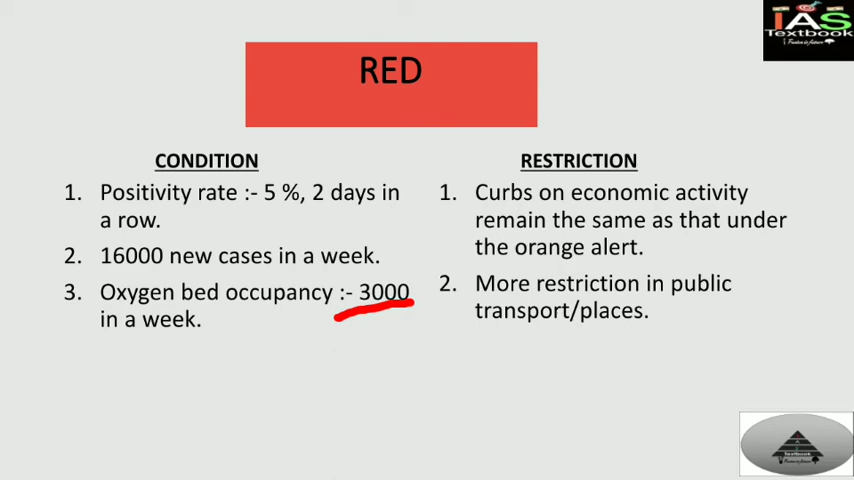 IAS
Textbook
RED
CONDITION
1. Positivity rate :- 5 %, 2 days in
a row.
2. 16000 new cases in a week.
3. Oxygen bed occupancy :- 3000
in a week.
RESTRICTION
1. Curbs on economic activity
remain the same as that under
the orange alert.
2. More restriction in public
transport/places.
Textbook